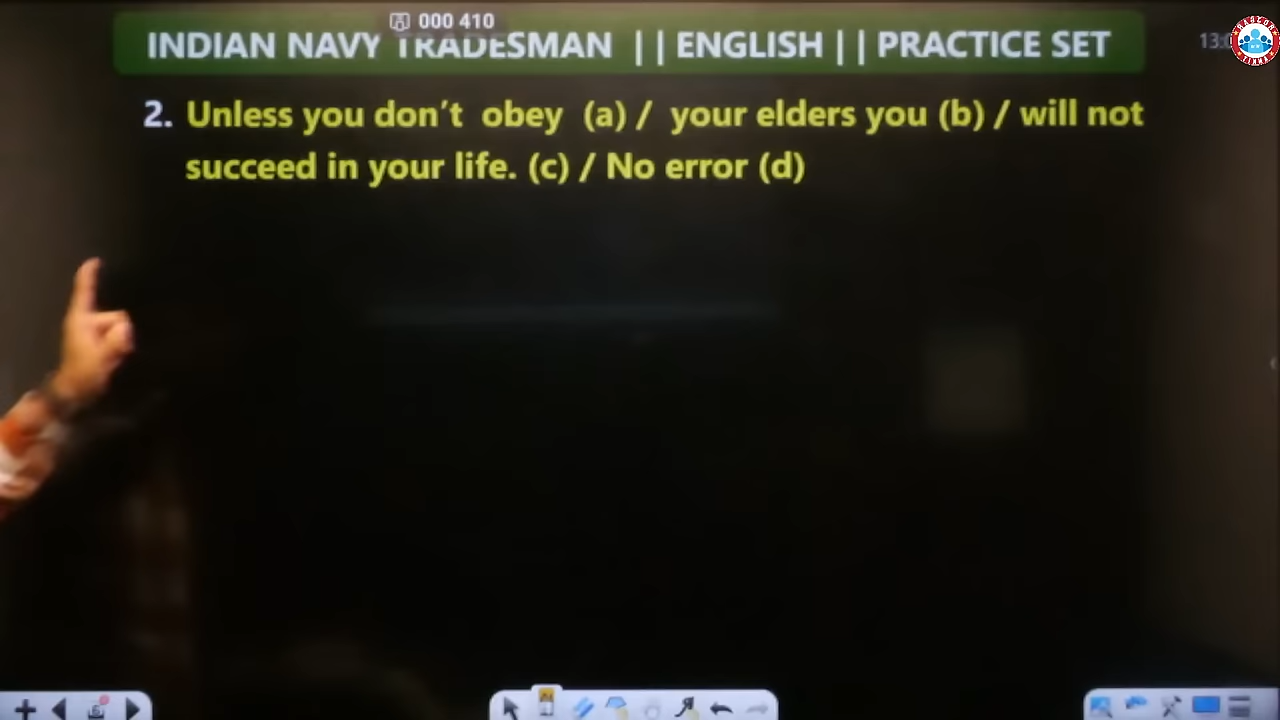 000 410
INDIAN NAVY TRADESMAN || ENGLISH || PRACTICE SET
2. Unless you don't obey (a) / your elders you (b) / will not
succeed in your life. (c) / No error (d)